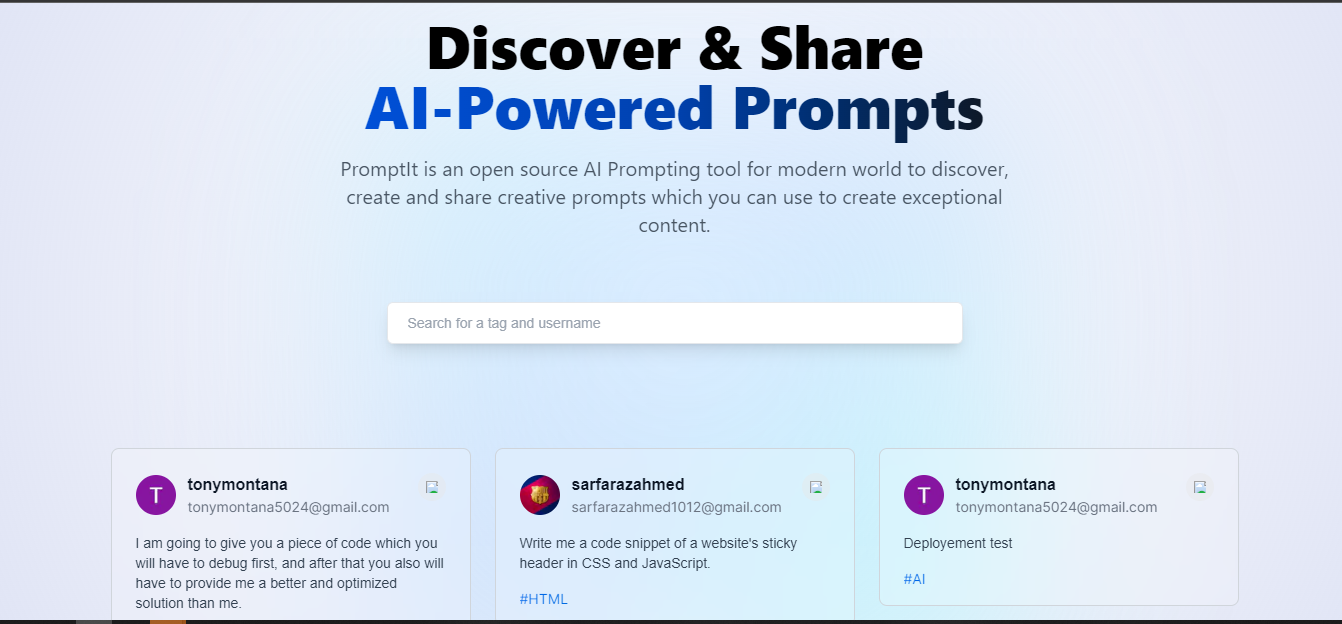 Discover & Share
AI-Powered Prompts
PromptIt is an open source AI Prompting tool for modern world to discover,
create and share creative prompts which you can use to create exceptional
content.
Search for a tag and username
T
tonymontana
tonymontana5024@gmail.com
I am going to give you a piece of code which you
will have to debug first, and after that you also will
have to provide me a better and optimized
solution than me.
sarfarazahmed
sarfarazahmed1012@gmail.com
Write me a code snippet of a website's sticky
header in CSS and JavaScript.
#HTML
T
tonymontana
tonymontana5024@gmail.com
Deployement test
#AI